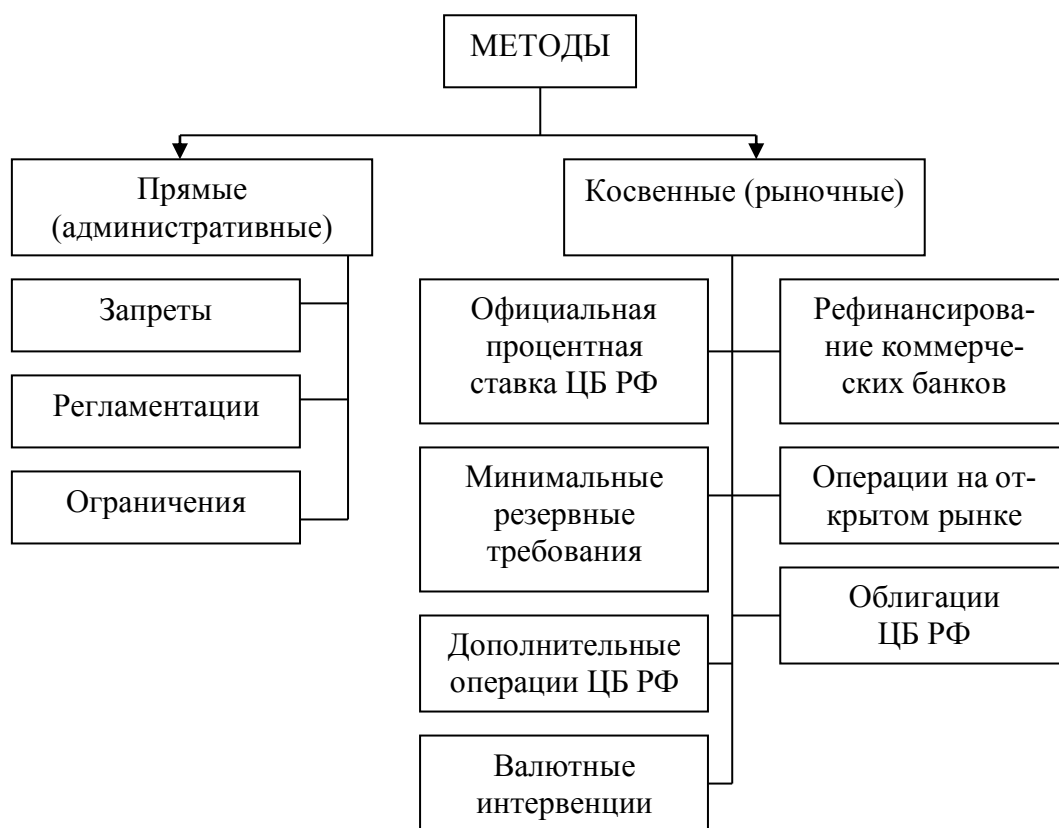 МЕТОДЫ
Прямые
(административные)
Косвенные (рыночные)
Запреты
Регламентации
Ограничения
Официальная
процентная
ставка ЦБ РФ
Рефинансирова-
ние коммерче-
ских банков
Минимальные
резервные
требования
Операции на от-
крытом рынке
Облигации
ЦБ РФ
Дополнительные
операции ЦБ РФ
Валютные
интервенции